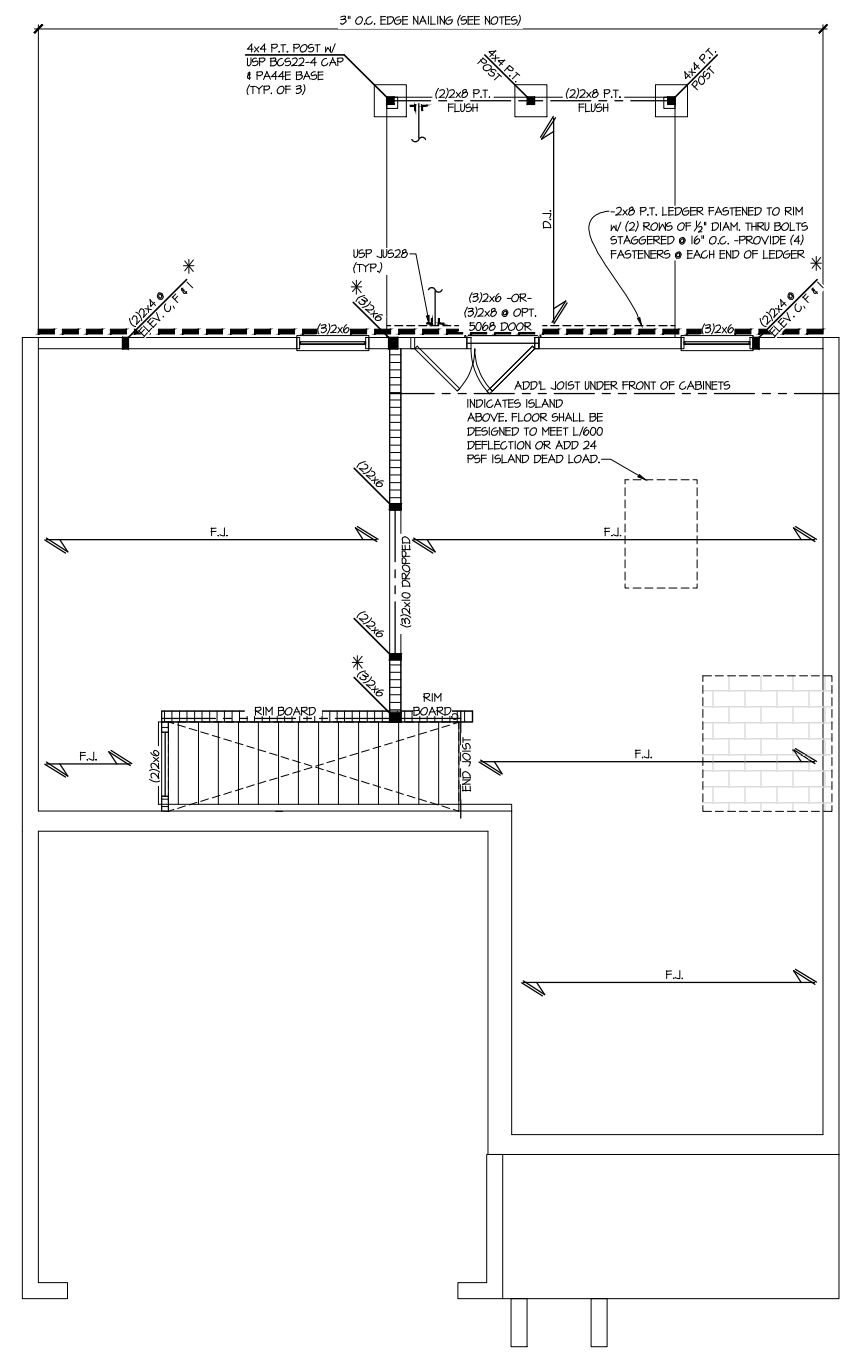 3" O.C. EDGE NAILING (SEE NOTES)
4x4 P.T. POST W/
USP BCS22-4 CAP
& PA44E BASE
(TYP. OF 3)
4x4 P.T.
POST
4x4 P.T.
POST
(2)2x8 P.T.
FLUSH
(2)2x8 P.T.
FLUSH
D.J.
-2x8 P.T. LEDGER FASTENED TO RIM
W/ (2) ROWS OF ½" DIAM. THRU BOLTS
STAGGERED @ 16" O.C. -PROVIDE (4)
FASTENERS @ EACH END OF LEDGER
USP JUS28
(TYP.)
*
(2)2x4 @
ELEV. C, F & I
*
(3)2x6
(3)2x6 -OR-
(3)2x8 @ OPT.
5068 DOOR
*
(2)2x4 @
ELEV. C, F & I
(3)2x6
(3)2x6
ADD'L JOIST UNDER FRONT OF CABINETS
INDICATES ISLAND
ABOVE. FLOOR SHALL BE
DESIGNED TO MEET L/600
DEFLECTION OR ADD 24
PSF ISLAND DEAD LOAD.
(2)2x6
F.J.
F.J.
(3)2x10 DROPPED
(2)2x6
*
(3)2x6
RIM BOARD
RIM
BOARD
F.J.
(2)2x6
END JOIST
F.J.
F.J.